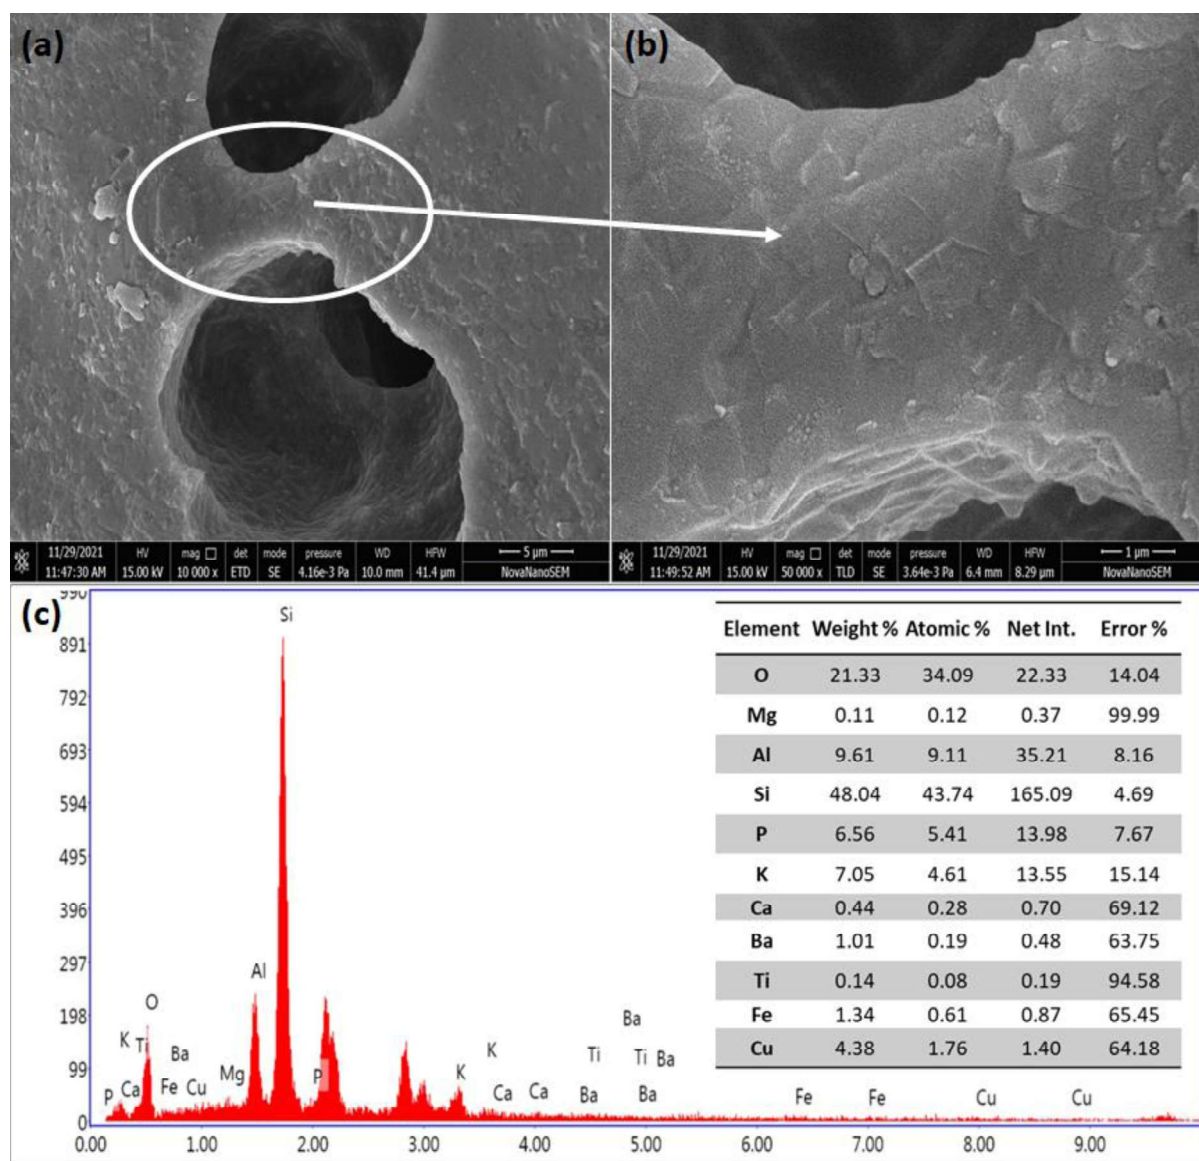 (a)
(b)
11/29/2021 HV mag □ det mode pressure WD HFW 5 µm
11:47:30 AM 15.00 kV 10 000 x ETD SE 4.16e-3 Pa 10.0 mm 41.4 µm NovaNanoSEM
11/29/2021 HV mag □ det mode pressure WD HFW 1 µm
11:49:52 AM 15.00 kV 50 000 x TLD SE 3.64e-3 Pa 6.4 mm 8.29 µm NovaNanoSEM
(c)
990
891
792
693
594
495
396
297
198
99
0
Si
Al
O
K
Ti
Ba
P
Ca
Fe
Cu
Mg
P
K
K
Ca
Ca
Ti
Ba
Ti
Ba
Ba
Ti
Ba
Fe
Fe
Cu
Cu
0.00 1.00 2.00 3.00 4.00 5.00 6.00 7.00 8.00 9.00
Element Weight % Atomic % Net Int. Error %
O 21.33 34.09 22.33 14.04
Mg 0.11 0.12 0.37 99.99
Al 9.61 9.11 35.21 8.16
Si 48.04 43.74 165.09 4.69
P 6.56 5.41 13.98 7.67
K 7.05 4.61 13.55 15.14
Ca 0.44 0.28 0.70 69.12
Ba 1.01 0.19 0.48 63.75
Ti 0.14 0.08 0.19 94.58
Fe 1.34 0.61 0.87 65.45
Cu 4.38 1.76 1.40 64.18